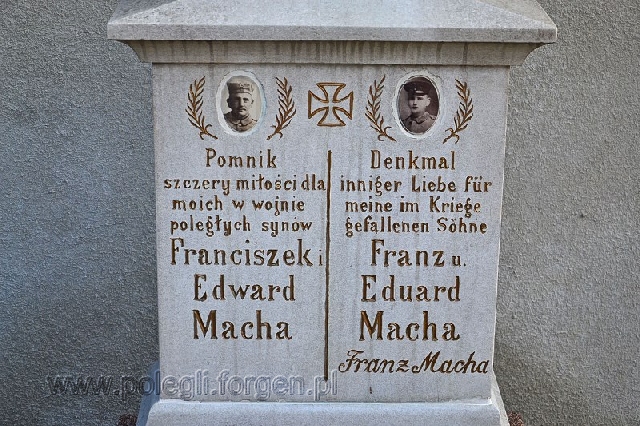 Pomnik
szczery miłości dla
moich w wojnie
poległych synów
Franciszek i
Edward
Macha
Denkmal
inniger Liebe für
meine im Kriege
gefallenen Söhne
Franz u.
Eduard
Macha
Franz Macha
www.polegli.forgen.pl